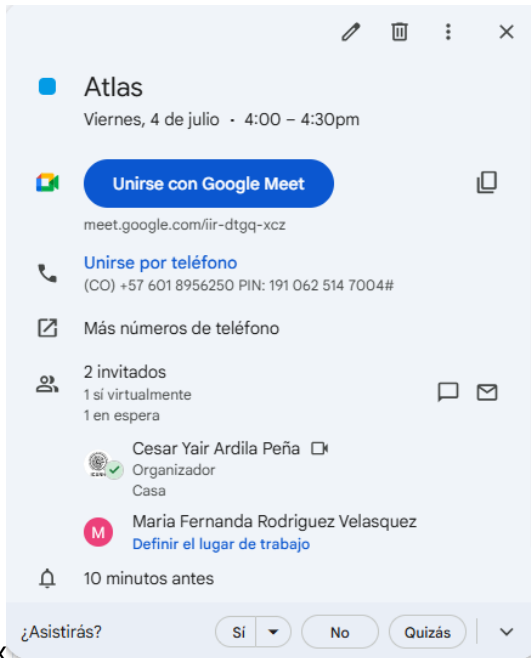 Atlas
Viernes, 4 de julio • 4:00 – 4:30pm
Unirse con Google Meet
meet.google.com/iir-dtgq-xcz
Unirse por teléfono
(CO) +57 601 8956250 PIN: 191 062 514 7004#
Más números de teléfono
2 invitados
1 sí virtualmente
1 en espera
Cesar Yair Ardila Peña
Organizador
Casa
M
Maria Fernanda Rodriguez Velasquez
Definir el lugar de trabajo
10 minutos antes
¿Asistirás? Sí No Quizás